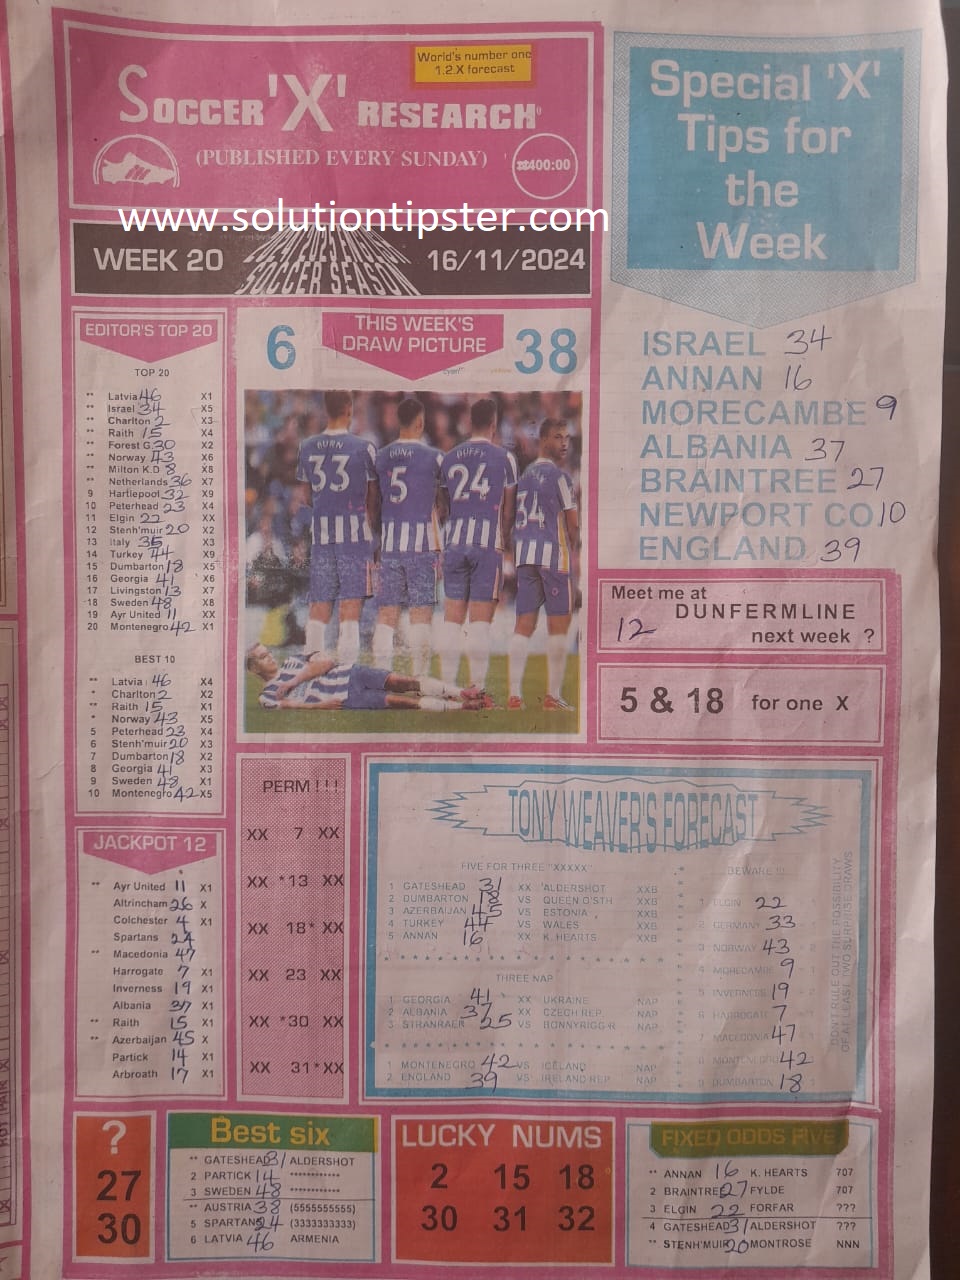 World's number one
1.2.X forecast
SOCCER 'X' RESEARCH
(PUBLISHED EVERY SUNDAY)
₦400:00
www.solutiontipster.com
WEEK 20
SOCCER SEASON
16/11/2024
Special 'X'
Tips for
the
Week
ISRAEL 34
ANNAN 16
MORECAMBE 9
ALBANIA 37
BRAINTREE 27
NEWPORT CO 10
ENGLAND 39
Meet me at
DUNFERMLINE
12 next week ?
5 & 18 for one X
EDITOR'S TOP 20
TOP 20
** Latvia 46 X1
** Israel 34 X5
** Charlton 2 X3
** Raith 15 X4
** Forest G. 30 X2
** Norway 43 X6
** Milton K.D 8 X8
** Netherlands 36 X7
9 Hartlepool 32 X9
10 Peterhead 23 X4
11 Elgin 22 XX
12 Stenh'muir 20 X2
13 Italy 35 X3
14 Turkey 44 X9
15 Dumbarton 18 X5
16 Georgia 41 X6
17 Livingston 13 X7
18 Sweden 48 X8
19 Ayr United 11 XX
20 Montenegro 42 X1
BEST 10
** Latvia 46 X4
* Charlton 2 X2
** Raith 15 X1
* Norway 43 X5
5 Peterhead 23 X4
6 Stenh'muir 20 X3
7 Dumbarton 18 X2
8 Georgia 41 X3
9 Sweden 48 X1
10 Montenegro 42 X5
6
THIS WEEK'S
DRAW PICTURE
38
cyan
yellow
BURN
33
DUNK
5
DUFFY
24
34
JACKPOT 12
** Ayr United 11 X1
Altrincham 26 X
Colchester 4 X1
Spartans 24
** Macedonia 47
Harrogate 7 X1
Inverness 19 X1
Albania 37 X1
** Raith 15 X1
** Azerbaijan 45 X
Partick 14 X1
Arbroath 17 X1
PERM !!!
XX 7 XX
XX *13 XX
XX 18* XX
XX 23 XX
XX *30 XX
XX 31* XX
TONY WEAVER'S FORECAST
FIVE FOR THREE "XXXXX"
1 GATESHEAD 31 XX 'ALDERSHOT XXB
2 DUMBARTON 18 VS QUEEN O'STH XXB
3 AZERBAIJAN 45 VS ESTONIA XXB
4 TURKEY 44 VS WALES XXB
5 ANNAN 16 XX K. HEARTS XXB
THREE NAP
1 GEORGIA 41 XX UKRAINE NAP
2 ALBANIA 37 XX CZECH REP. NAP
3 STRANRAER 25 VS BONNYRIGG R NAP
1 MONTENEGRO 42 VS ICELAND NAP
2 ENGLAND 39 VS IRELAND REP NAP
BEWARE !!!
1 ELGIN 22
2 GERMANY 33
3 NORWAY 43
4 MORECAMBE 9
5 INVERNESS 19
6 HARROGATE 7
7 MACEDONIA 47
8 MONTENEGRO 42
9 DUMBARTON 18
DON'T RULE OUT THE POSSIBILITY
OF AT LEAST TWO SURPRISE DRAWS
?
27
30
Best six
** GATESHEAD 31 ALDERSHOT
2 PARTICK 14 ************
3 SWEDEN 48 ************
** AUSTRIA 38 (5555555555)
5 SPARTANS 24 (3333333333)
6 LATVIA 46 ARMENIA
LUCKY NUMS
2 15 18
30 31 32
FIXED ODDS FIVE
** ANNAN 16 K. HEARTS 707
2 BRAINTREE 27 FYLDE 707
3 ELGIN 22 FORFAR ???
4 GATESHEAD 31 ALDERSHOT ???
** STENH'MUIR 20 MONTROSE NNN